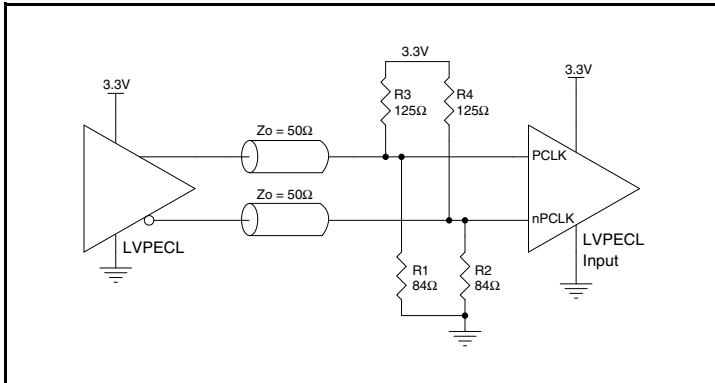 3.3V
3.3V
3.3V
R3
125Ω
R4
125Ω
Zo = 50Ω
PCLK
Zo = 50Ω
nPCLK
LVPECL
LVPECL
Input
R1
84Ω
R2
84Ω